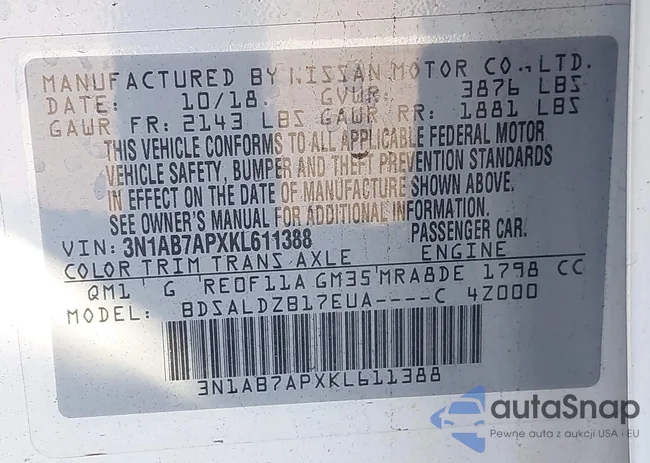 MANUFACTURED BY NISSAN MOTOR CO., LTD.
DATE: 10/18. GVWR: 3876 LBS
GAWR FR: 2143 LBS GAWR RR: 1881 LBS
THIS VEHICLE CONFORMS TO ALL APPLICABLE FEDERAL MOTOR
VEHICLE SAFETY, BUMPER AND THEFT PREVENTION STANDARDS
IN EFFECT ON THE DATE OF MANUFACTURE SHOWN ABOVE.
SEE OWNER'S MANUAL FOR ADDITIONAL INFORMATION.
VIN: 3N1AB7APXKL611388 PASSENGER CAR.
COLOR TRIM TRANS AXLE ENGINE
QM1 G RE0F11A GM35 MRA8DE 1798 CC
MODEL: BDSALDZB17EUA----C 4Z000
3N1AB7APXKL611388
autaSnap
Pewne auta z aukcji USA i EU